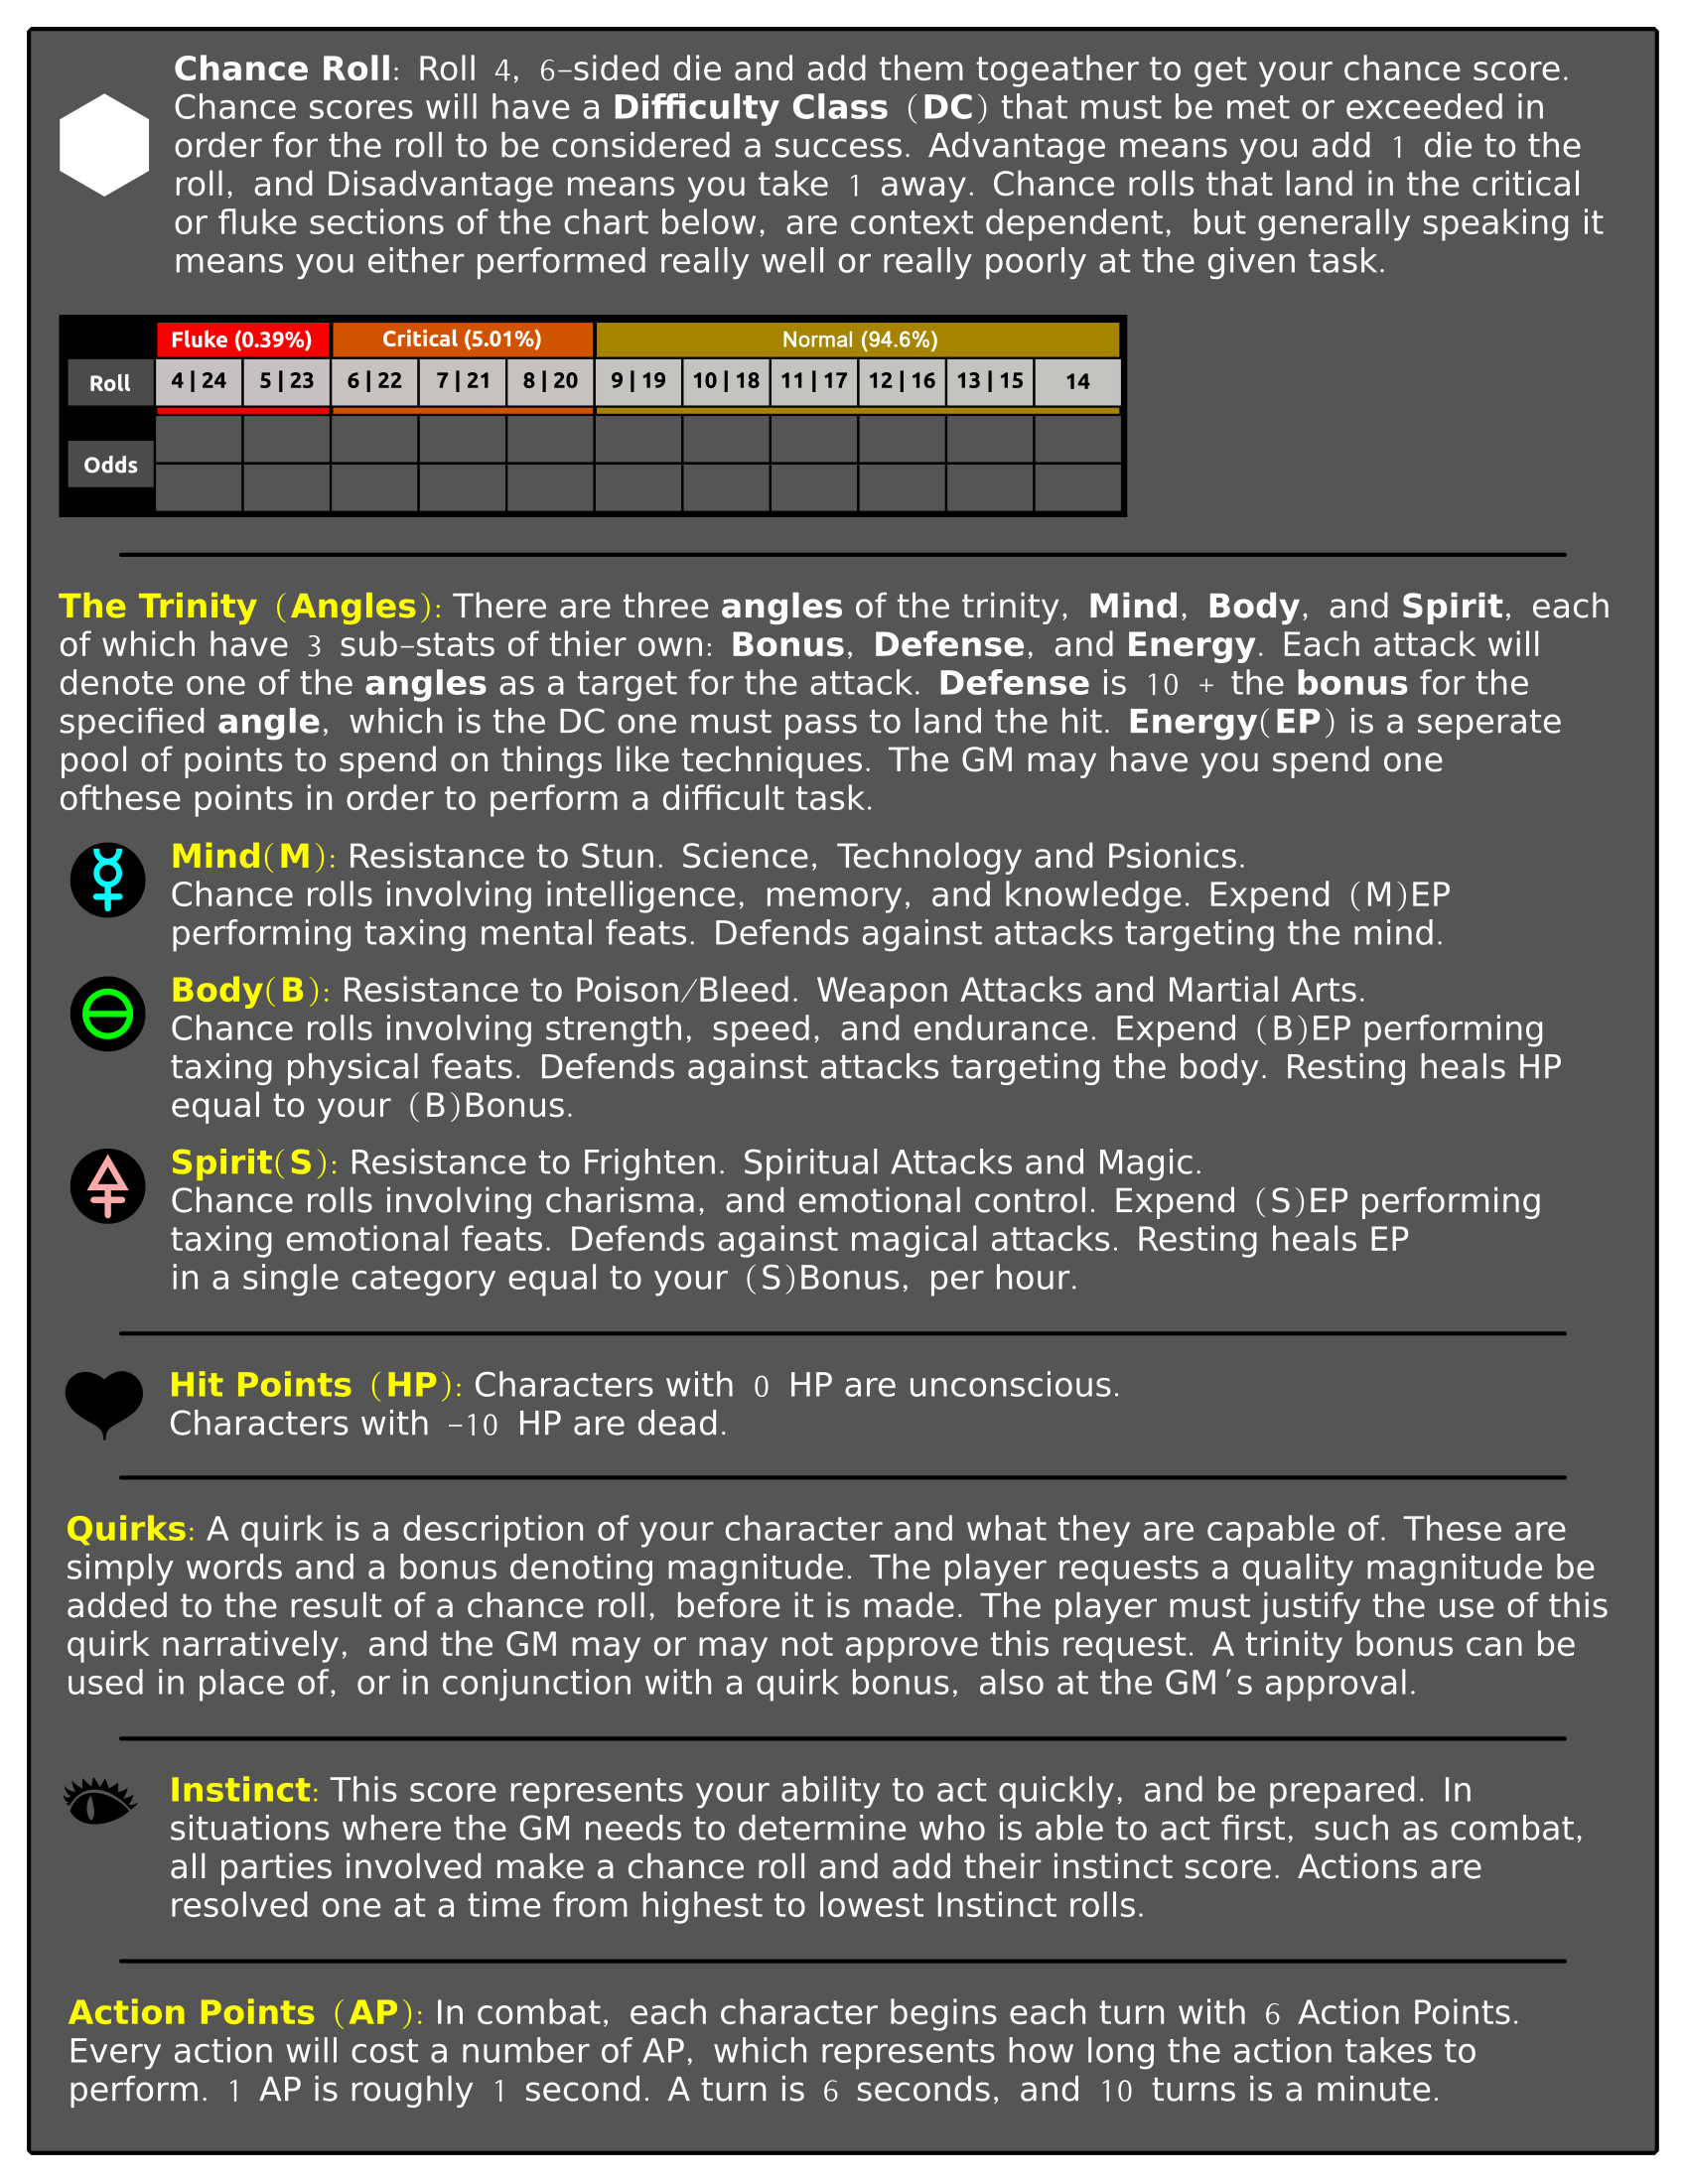 Chance Roll: Roll 4, 6-sided die and add them togeather to get your chance score.
Chance scores will have a Difficulty Class (DC) that must be met or exceeded in
order for the roll to be considered a success. Advantage means you add 1 die to the
roll, and Disadvantage means you take 1 away. Chance rolls that land in the critical
or fluke sections of the chart below, are context dependent, but generally speaking it
means you either performed really well or really poorly at the given task.
Fluke (0.39%) Critical (5.01%) Normal (94.6%)
Roll 4 | 24 5 | 23 6 | 22 7 | 21 8 | 20 9 | 19 10 | 18 11 | 17 12 | 16 13 | 15 14
Odds
The Trinity (Angles): There are three angles of the trinity, Mind, Body, and Spirit, each
of which have 3 sub-stats of thier own: Bonus, Defense, and Energy. Each attack will
denote one of the angles as a target for the attack. Defense is 10 + the bonus for the
specified angle, which is the DC one must pass to land the hit. Energy(EP) is a seperate
pool of points to spend on things like techniques. The GM may have you spend one
ofthese points in order to perform a difficult task.
Mind(M): Resistance to Stun. Science, Technology and Psionics.
Chance rolls involving intelligence, memory, and knowledge. Expend (M)EP
performing taxing mental feats. Defends against attacks targeting the mind.
Body(B): Resistance to Poison/Bleed. Weapon Attacks and Martial Arts.
Chance rolls involving strength, speed, and endurance. Expend (B)EP performing
taxing physical feats. Defends against attacks targeting the body. Resting heals HP
equal to your (B)Bonus.
Spirit(S): Resistance to Frighten. Spiritual Attacks and Magic.
Chance rolls involving charisma, and emotional control. Expend (S)EP performing
taxing emotional feats. Defends against magical attacks. Resting heals EP
in a single category equal to your (S)Bonus, per hour.
Hit Points (HP): Characters with 0 HP are unconscious.
Characters with -10 HP are dead.
Quirks: A quirk is a description of your character and what they are capable of. These are
simply words and a bonus denoting magnitude. The player requests a quality magnitude be
added to the result of a chance roll, before it is made. The player must justify the use of this
quirk narratively, and the GM may or may not approve this request. A trinity bonus can be
used in place of, or in conjunction with a quirk bonus, also at the GM's approval.
Instinct: This score represents your ability to act quickly, and be prepared. In
situations where the GM needs to determine who is able to act first, such as combat,
all parties involved make a chance roll and add their instinct score. Actions are
resolved one at a time from highest to lowest Instinct rolls.
Action Points (AP): In combat, each character begins each turn with 6 Action Points.
Every action will cost a number of AP, which represents how long the action takes to
perform. 1 AP is roughly 1 second. A turn is 6 seconds, and 10 turns is a minute.